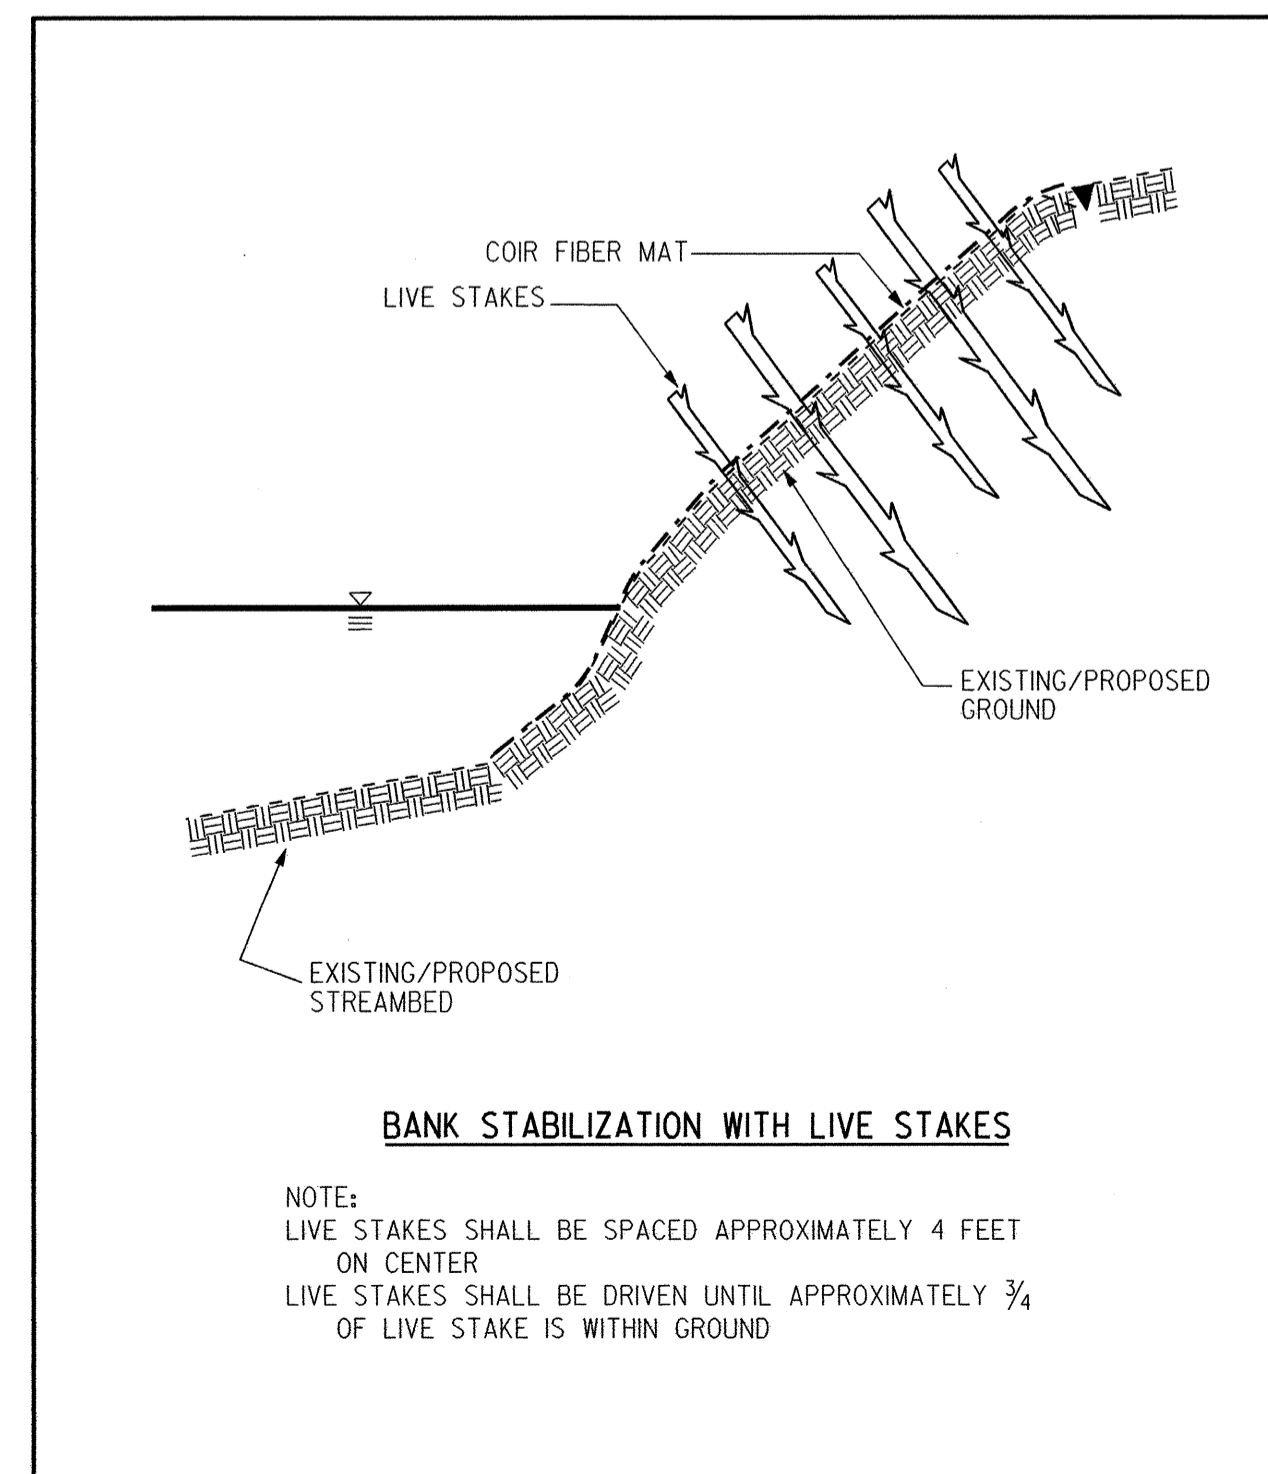 COIR FIBER MAT
LIVE STAKES
EXISTING/PROPOSED
GROUND
EXISTING/PROPOSED
STREAMBED
BANK STABILIZATION WITH LIVE STAKES
NOTE:
LIVE STAKES SHALL BE SPACED APPROXIMATELY 4 FEET
ON CENTER
LIVE STAKES SHALL BE DRIVEN UNTIL APPROXIMATELY ¾
OF LIVE STAKE IS WITHIN GROUND